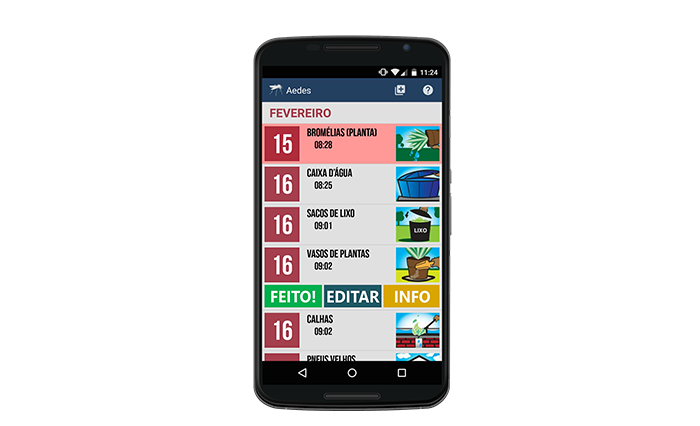 11:24
Aedes
FEVEREIRO
15
BROMÉLIAS (PLANTA)
08:28
16
CAIXA D'ÁGUA
08:25
16
SACOS DE LIXO
09:01
LIXO
16
VASOS DE PLANTAS
09:02
FEITO! EDITAR INFO
16
CALHAS
09:02
PNEUS VELHOS